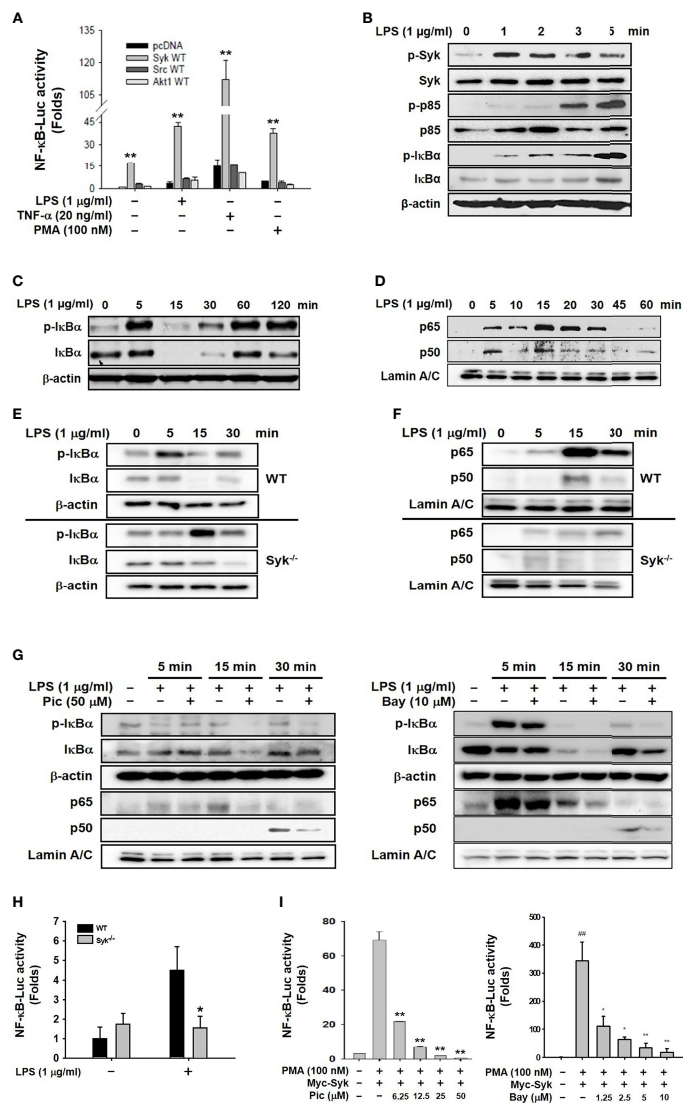 A
NF-κB-Luc activity
(Folds)
135
120
105
45
30
15
0
pcDNA
Syk WT
Src WT
Akt1 WT
** ** ** **
LPS (1 μg/ml) – + – –
TNF-α (20 ng/ml) – – + –
PMA (100 nM) – – – +
B
LPS (1 μg/ml) 0 1 2 3 5 min
p-Syk
Syk
p-p85
p85
p-IκBα
IκBα
β-actin
C
LPS (1 μg/ml) 0 5 15 30 60 120 min
p-IκBα
IκBα
β-actin
D
LPS (1 μg/ml) 0 5 10 15 20 30 45 60 min
p65
p50
Lamin A/C
E
LPS (1 μg/ml) 0 5 15 30 min
p-IκBα
IκBα WT
β-actin
p-IκBα
IκBα Syk-/-
β-actin
F
LPS (1 μg/ml) 0 5 15 30 min
p65
p50 WT
Lamin A/C
p65
p50 Syk-/-
Lamin A/C
G
5 min 15 min 30 min
LPS (1 μg/ml) – + + + + + +
Pic (50 μM) – – + – + – +
p-IκBα
IκBα
β-actin
p65
p50
Lamin A/C
5 min 15 min 30 min
LPS (1 μg/ml) – + + + + + +
Bay (10 μM) – – + – + – +
p-IκBα
IκBα
β-actin
p65
p50
Lamin A/C
H
NF-κB-Luc activity
(Folds)
7
6
5
4
3
2
1
0
WT
Syk-/-
*
LPS (1 μg/ml) – +
I
NF-κB-Luc activity
(Folds)
80
60
40
20
0
** ** ** **
PMA (100 nM) – + + + + +
Myc-Syk – + + + + +
Pic (μM) – – 6.25 12.5 25 50
NF-κB-Luc activity
(Folds)
500
400
300
200
100
0
## * * ** **
PMA (100 nM) – + + + + +
Myc-Syk – + + + + +
Bay (μM) – – 1.25 2.5 5 10